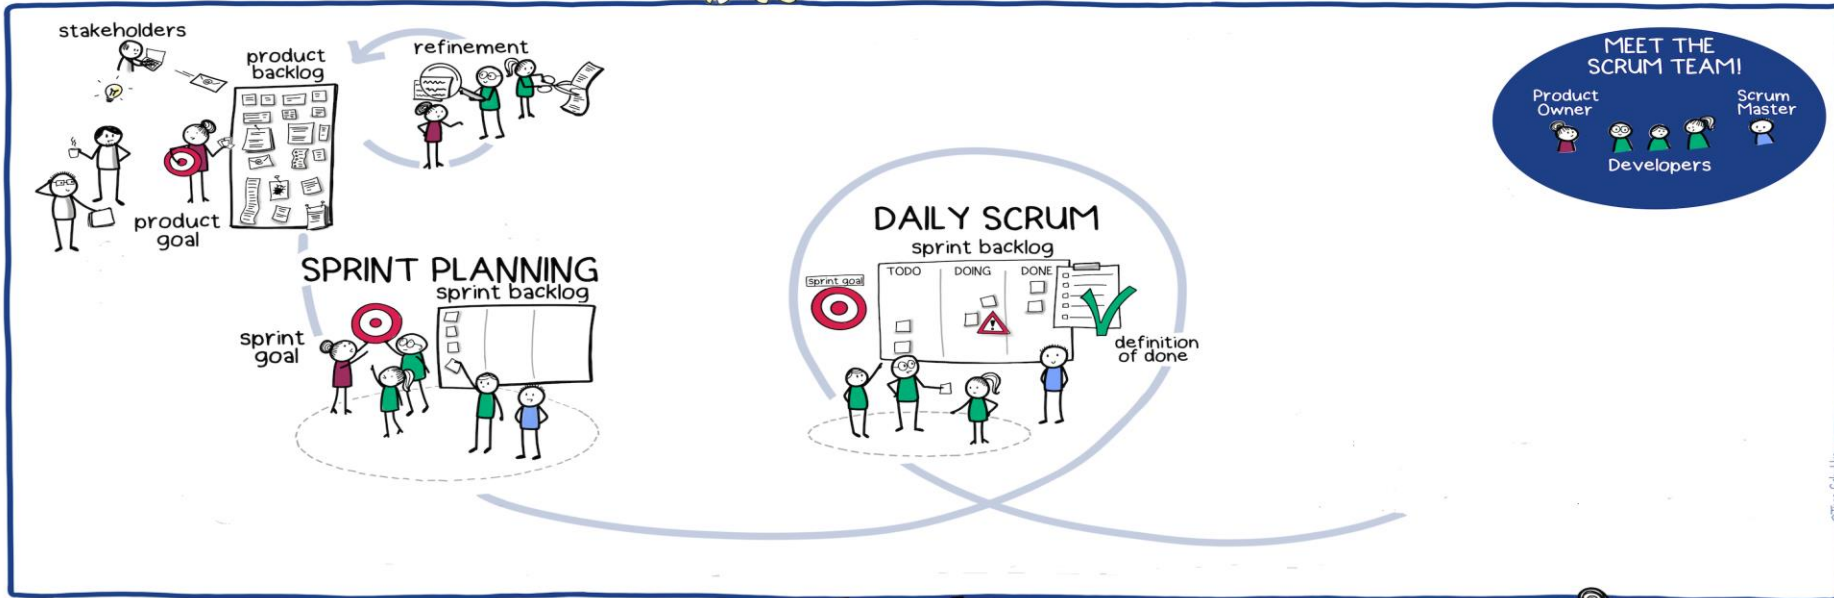 stakeholders
product
backlog
refinement
product
goal
SPRINT PLANNING
sprint backlog
sprint
goal
DAILY SCRUM
sprint backlog
sprint goal
TODO
DOING
DONE
definition
of done
MEET THE
SCRUM TEAM!
Product
Owner
Scrum
Master
Developers